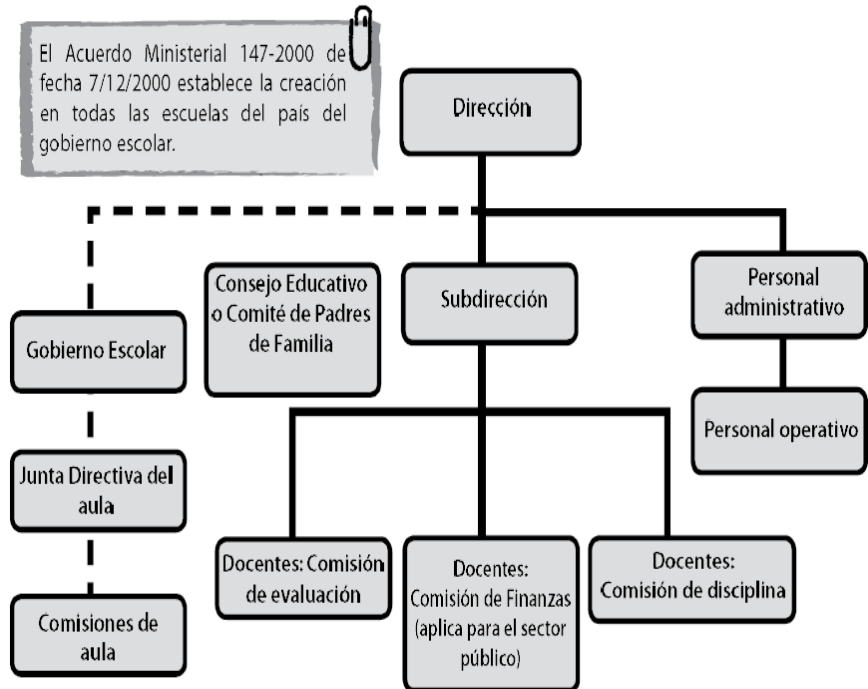 El Acuerdo Ministerial 147-2000 de
fecha 7/12/2000 establece la creación
en todas las escuelas del país del
gobierno escolar.
Dirección
Gobierno Escolar
Consejo Educativo
o Comité de Padres
de Familia
Subdirección
Personal
administrativo
Personal operativo
Junta Directiva del
aula
Comisiones de
aula
Docentes: Comisión
de evaluación
Docentes:
Comisión de Finanzas
(aplica para el sector
público)
Docentes:
Comisión de disciplina